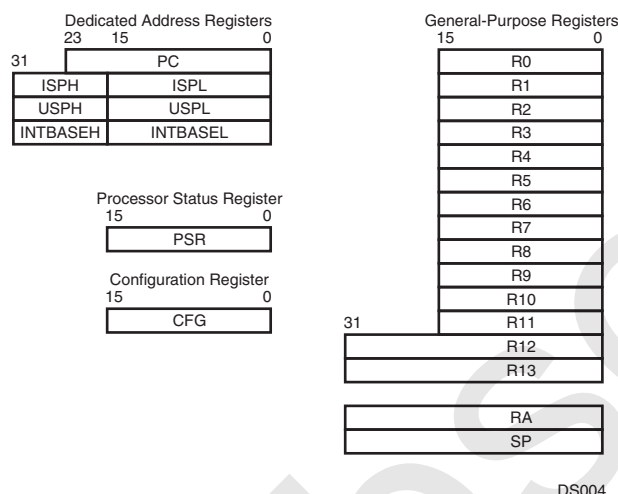 Dedicated Address Registers
23 15 0
31 PC
ISPH ISPL
USPH USPL
INTBASEH INTBASEL
Processor Status Register
15 0
PSR
Configuration Register
15 0
CFG
General-Purpose Registers
15 0
R0
R1
R2
R3
R4
R5
R6
R7
R8
R9
R10
31 R11
R12
R13
RA
SP
DS004